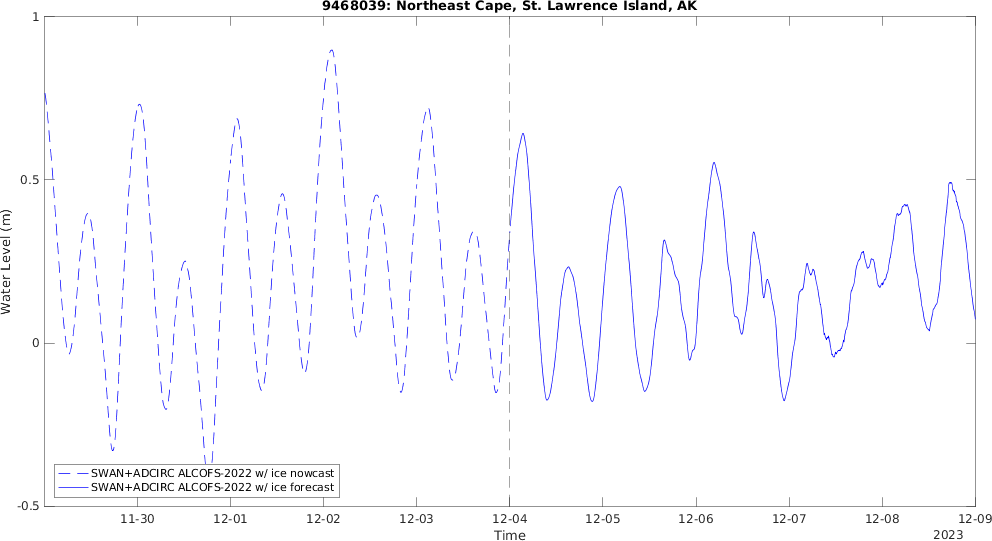 9468039: Northeast Cape, St. Lawrence Island, AK
1
0.5
0
-0.5
Water Level (m)
SWAN+ADCIRC ALCOFS-2022 w/ ice nowcast
SWAN+ADCIRC ALCOFS-2022 w/ ice forecast
11-30 12-01 12-02 12-03 12-04 12-05 12-06 12-07 12-08 12-09
Time
2023